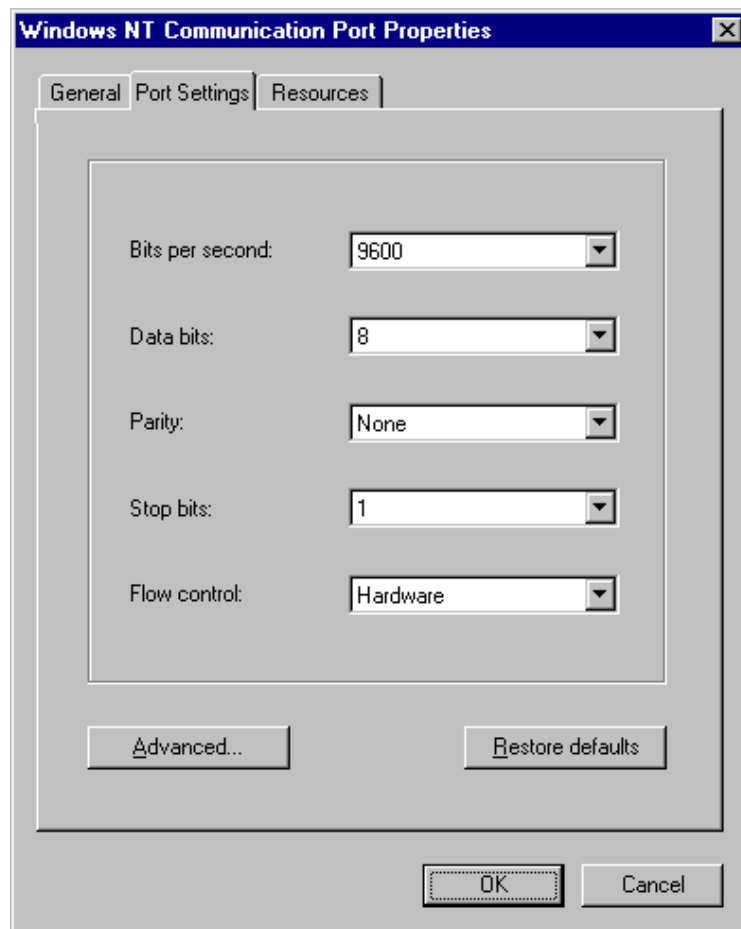 Windows NT Communication Port Properties
General Port Settings Resources
Bits per second: 9600
Data bits: 8
Parity: None
Stop bits: 1
Flow control: Hardware
Advanced... Restore defaults
OK Cancel